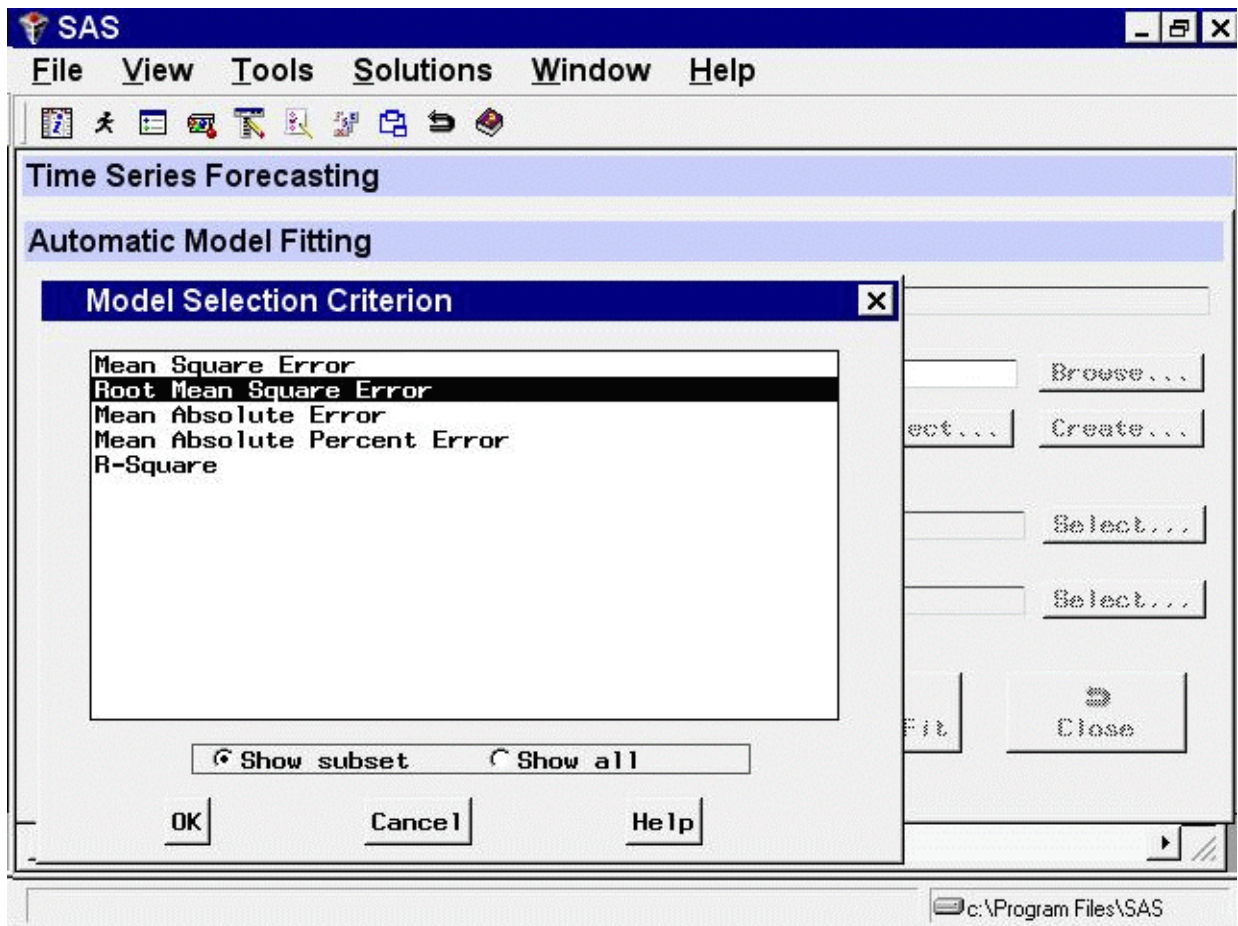 SAS
File View Tools Solutions Window Help
Time Series Forecasting
Automatic Model Fitting
Model Selection Criterion
Mean Square Error
Root Mean Square Error
Mean Absolute Error
Mean Absolute Percent Error
R-Square
Browse...
ect... Create...
Select...
Select...
Show subset Show all
Fit Close
OK Cancel Help
c:\Program Files\SAS